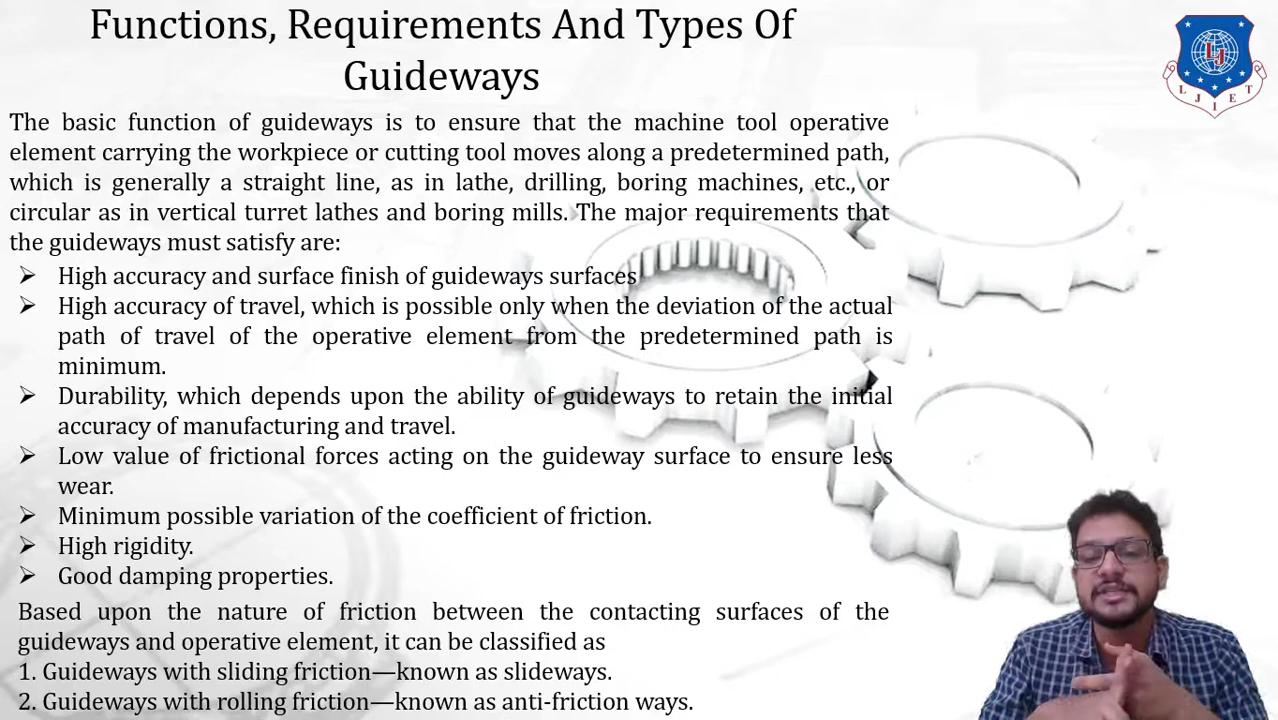 Functions, Requirements And Types Of
Guideways
LJ
LJIET
The basic function of guideways is to ensure that the machine tool operative
element carrying the workpiece or cutting tool moves along a predetermined path,
which is generally a straight line, as in lathe, drilling, boring machines, etc., or
circular as in vertical turret lathes and boring mills. The major requirements that
the guideways must satisfy are:
➢ High accuracy and surface finish of guideways surfaces
➢ High accuracy of travel, which is possible only when the deviation of the actual
path of travel of the operative element from the predetermined path is
minimum.
➢ Durability, which depends upon the ability of guideways to retain the initial
accuracy of manufacturing and travel.
➢ Low value of frictional forces acting on the guideway surface to ensure less
wear.
➢ Minimum possible variation of the coefficient of friction.
➢ High rigidity.
➢ Good damping properties.
Based upon the nature of friction between the contacting surfaces of the
guideways and operative element, it can be classified as
1. Guideways with sliding friction—known as slideways.
2. Guideways with rolling friction—known as anti-friction ways.